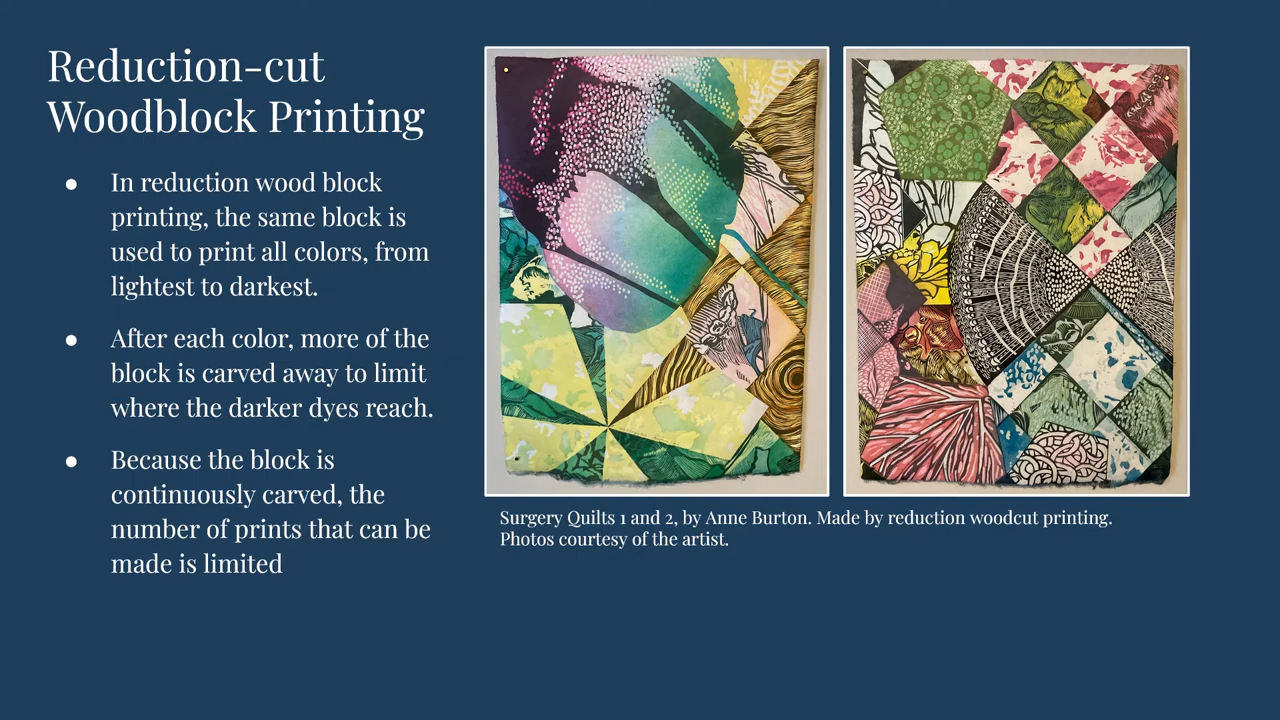 Reduction-cut
Woodblock Printing
● In reduction wood block
printing, the same block is
used to print all colors, from
lightest to darkest.
● After each color, more of the
block is carved away to limit
where the darker dyes reach.
● Because the block is
continuously carved, the
number of prints that can be
made is limited
Surgery Quilts 1 and 2, by Anne Burton. Made by reduction woodcut printing.
Photos courtesy of the artist.